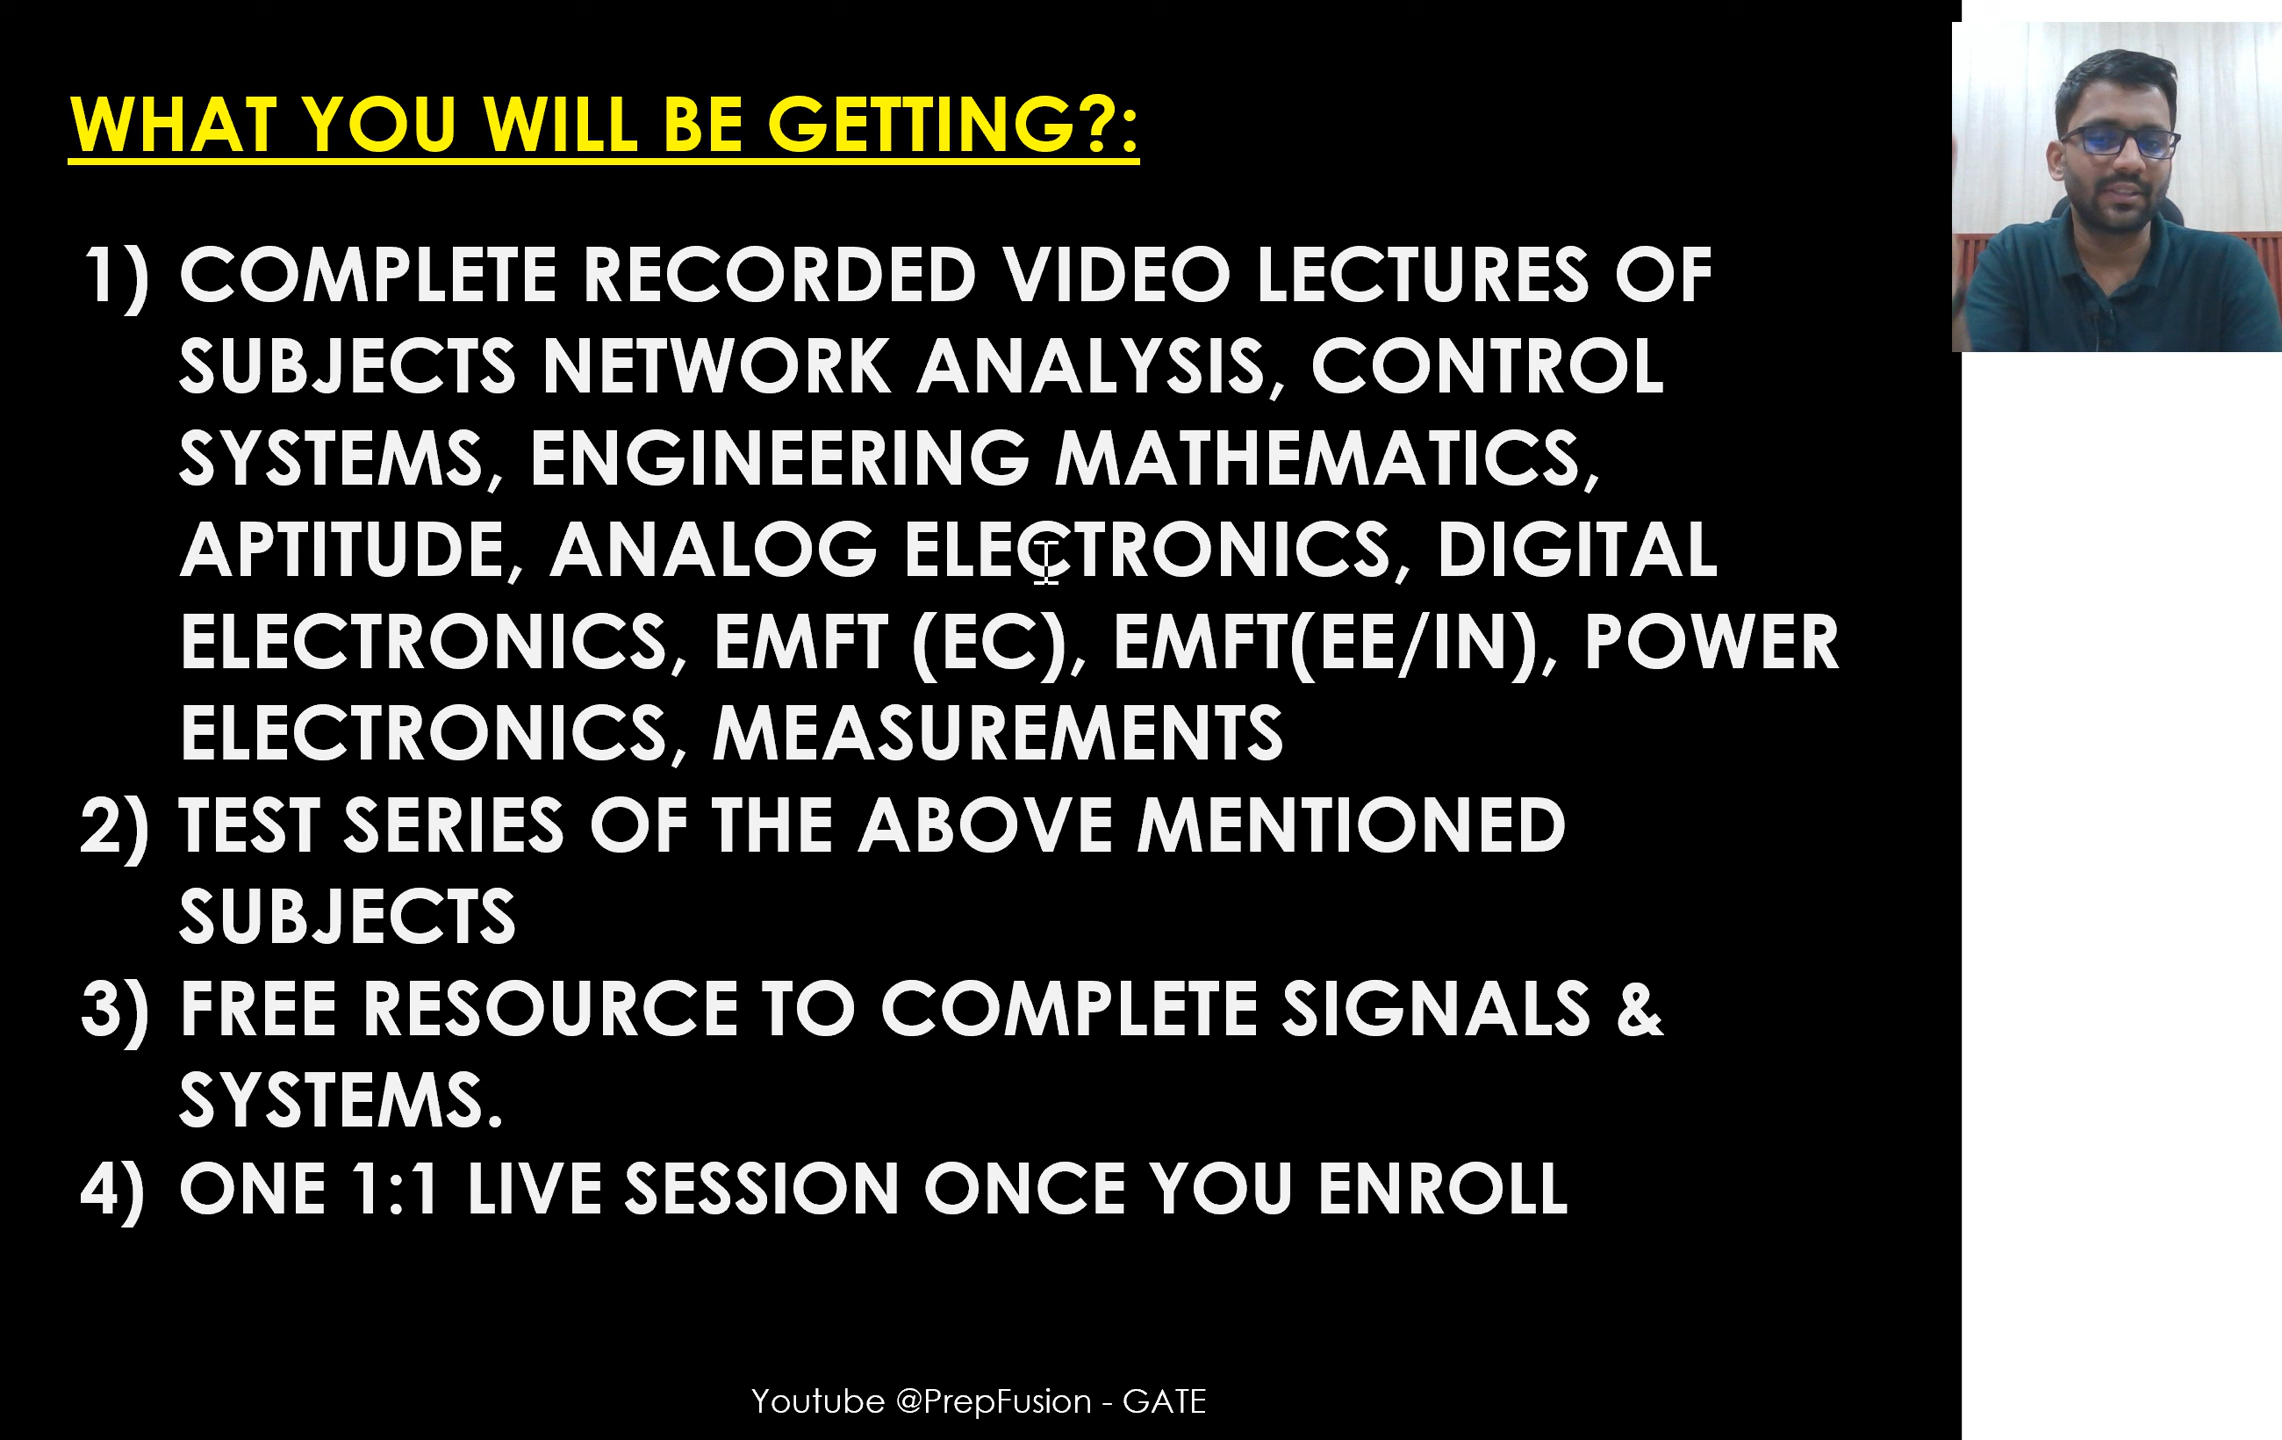 WHAT YOU WILL BE GETTING?:
1) COMPLETE RECORDED VIDEO LECTURES OF
SUBJECTS NETWORK ANALYSIS, CONTROL
SYSTEMS, ENGINEERING MATHEMATICS,
APTITUDE, ANALOG ELECTRONICS, DIGITAL
ELECTRONICS, EMFT (EC), EMFT(EE/IN), POWER
ELECTRONICS, MEASUREMENTS
2) TEST SERIES OF THE ABOVE MENTIONED
SUBJECTS
3) FREE RESOURCE TO COMPLETE SIGNALS &
SYSTEMS.
4) ONE 1:1 LIVE SESSION ONCE YOU ENROLL
Youtube @PrepFusion - GATE